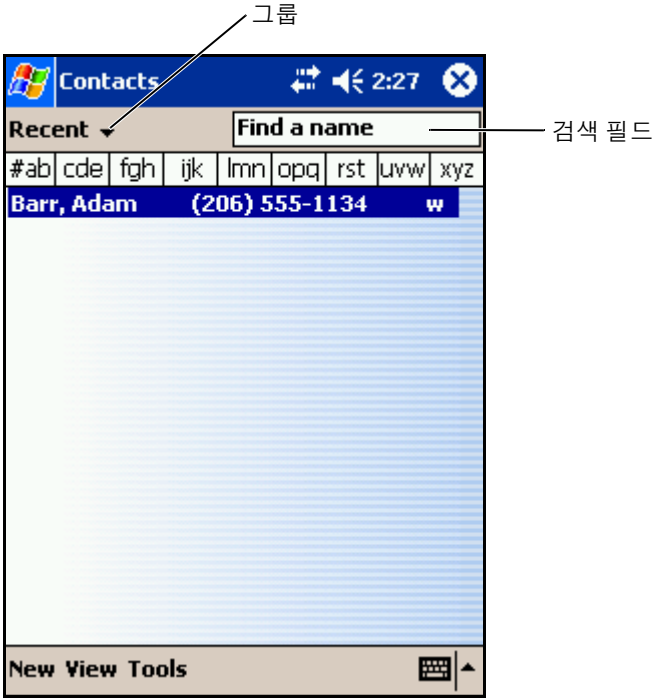 그룹
Contacts 2:27
Recent Find a name
검색 필드
#ab cde fgh ijk lmn opq rst uvw xyz
Barr, Adam (206) 555-1134 w
New View Tools